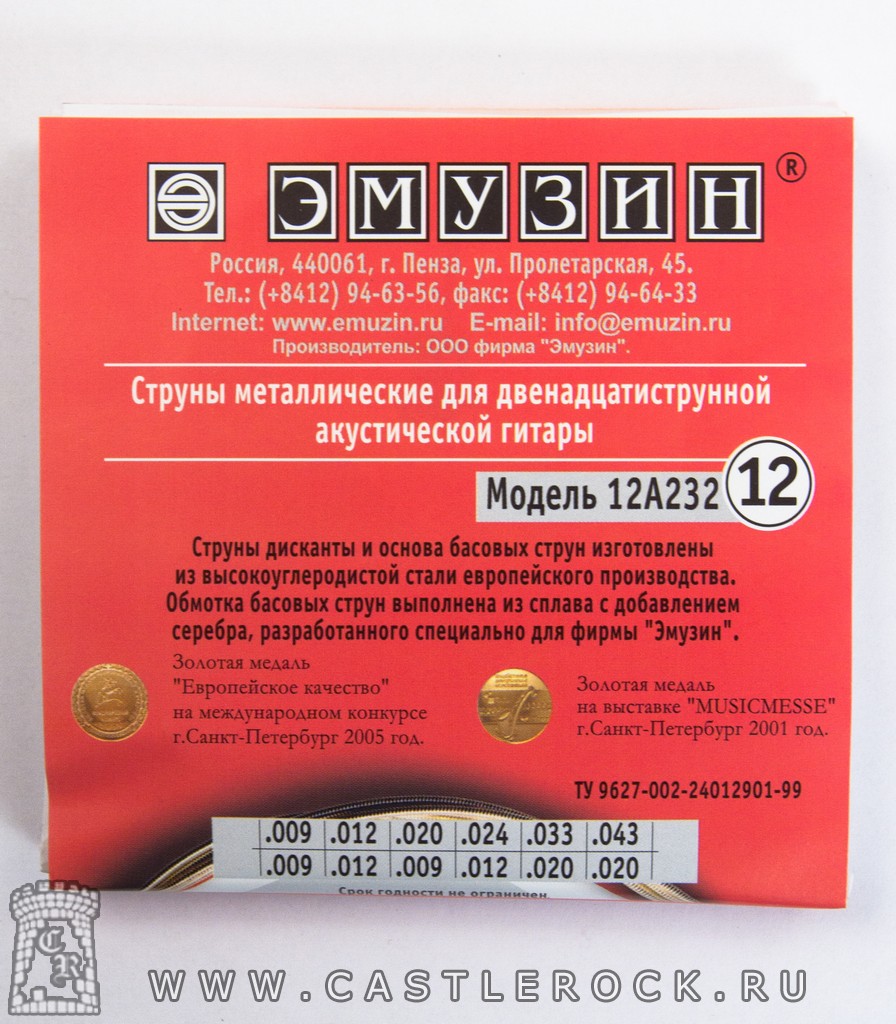 Э ЭМУЗИН ®
Россия, 440061, г. Пенза, ул. Пролетарская, 45.
Тел.: (+8412) 94-63-56, факс: (+8412) 94-64-33
Internet: www.emuzin.ru E-mail: info@emuzin.ru
Производитель: ООО фирма "Эмузин".
Струны металлические для двенадцатиструнной
акустической гитары
Модель 12А232 12
Струны дисканты и основа басовых струн изготовлены
из высокоуглеродистой стали европейского производства.
Обмотка басовых струн выполнена из сплава с добавлением
серебра, разработанного специально для фирмы "Эмузин".
Золотая медаль
"Европейское качество"
на международном конкурсе
г.Санкт-Петербург 2005 год.
Золотая медаль
на выставке "MUSICMESSE"
г.Санкт-Петербург 2001 год.
ТУ 9627-002-24012901-99
.009 .012 .020 .024 .033 .043
.009 .012 .009 .012 .020 .020
Срок годности не ограничен.
CR
WWW.CASTLEROCK.RU